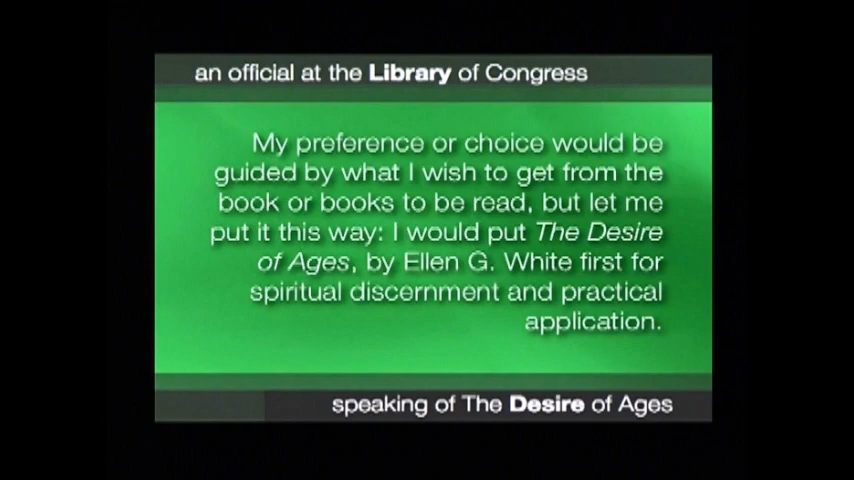 an official at the Library of Congress
My preference or choice would be
guided by what I wish to get from the
book or books to be read, but let me
put it this way: I would put The Desire
of Ages, by Ellen G. White first for
spiritual discernment and practical
application.
speaking of The Desire of Ages